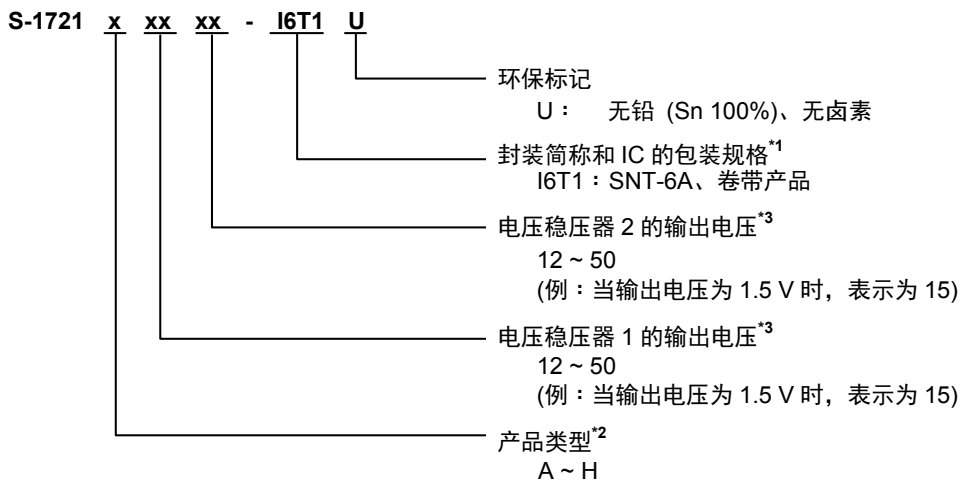 S-1721 x xx xx - I6T1 U
环保标记
U： 无铅 (Sn 100%)、无卤素
封装简称和 IC 的包装规格*1
I6T1：SNT-6A、卷带产品
电压稳压器 2 的输出电压*3
12 ~ 50
(例：当输出电压为 1.5 V 时，表示为 15)
电压稳压器 1 的输出电压*3
12 ~ 50
(例：当输出电压为 1.5 V 时，表示为 15)
产品类型*2
A ~ H